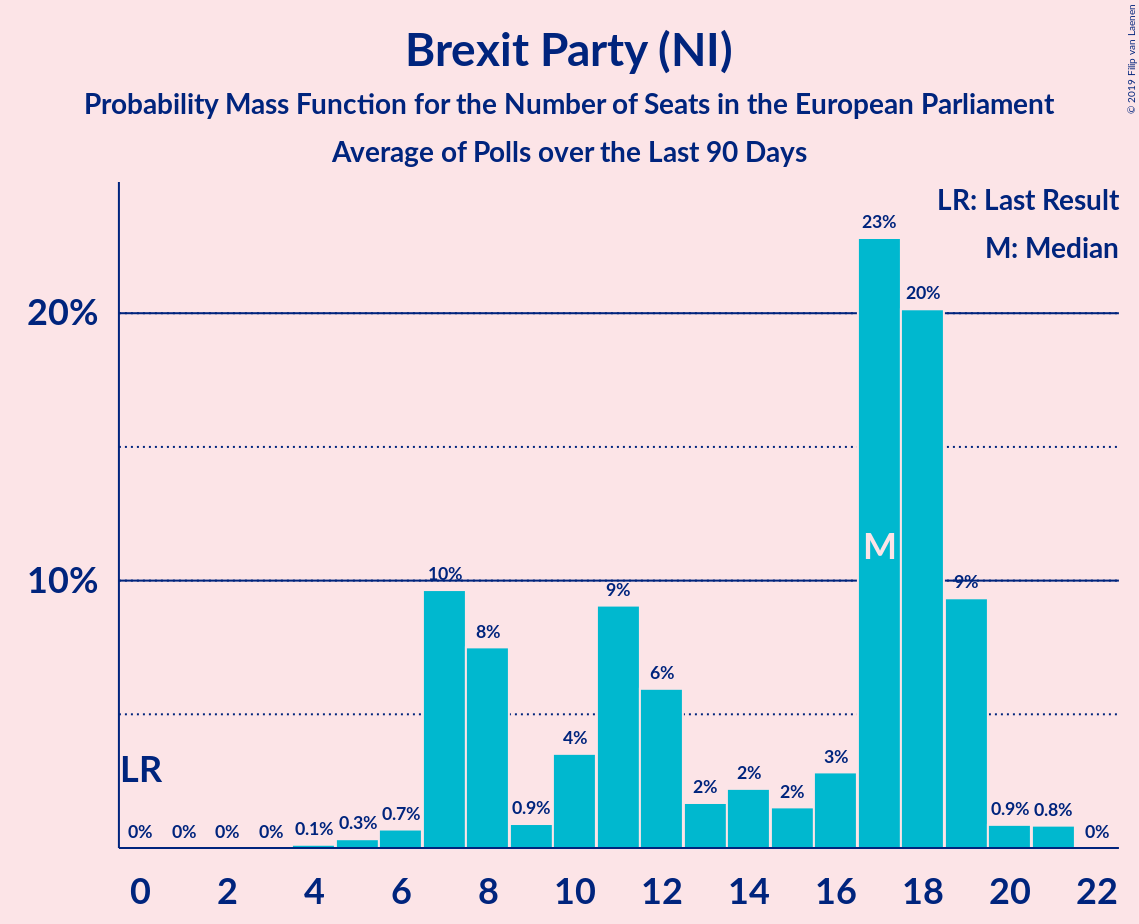 Brexit Party (NI)
Probability Mass Function for the Number of Seats in the European Parliament
Average of Polls over the Last 90 Days
© 2019 Filip van Laenen
LR: Last Result
M: Median
20%
10%
LR
M
0% 0% 0% 0% 0.1% 0.3% 0.7% 10% 8% 0.9% 4% 9% 6% 2% 2% 2% 3% 23% 20% 9% 0.9% 0.8% 0%
0 2 4 6 8 10 12 14 16 18 20 22